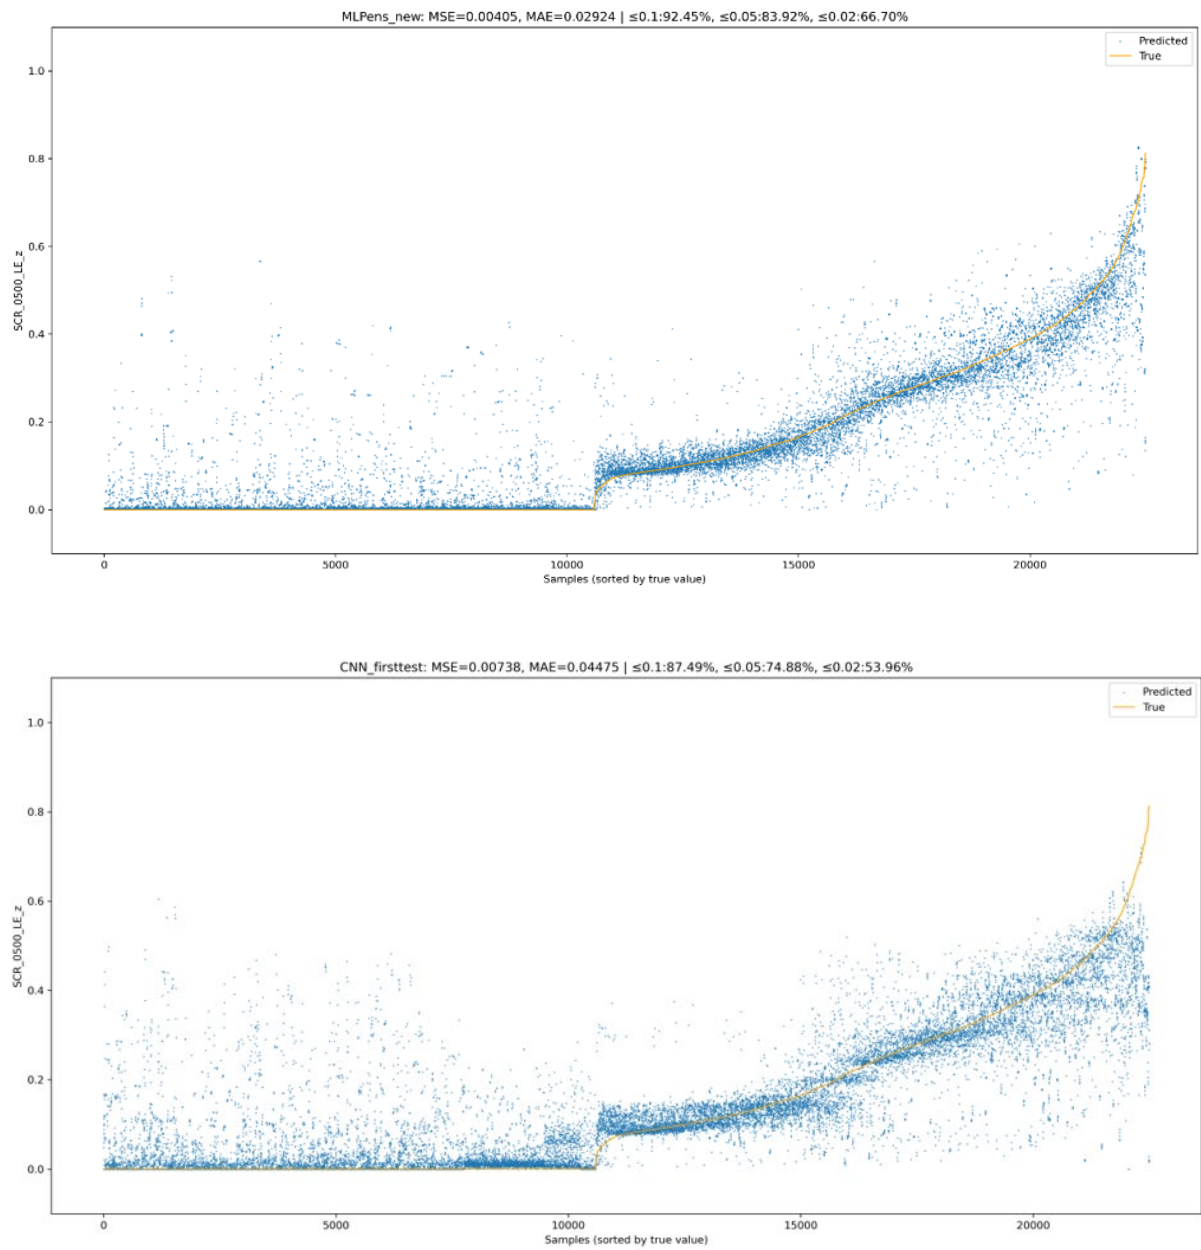 MLPens_new: MSE=0.00405, MAE=0.02924 | ≤0.1:92.45%, ≤0.05:83.92%, ≤0.02:66.70%
Predicted
True
1.0
0.8
0.6
0.4
0.2
0.0
SCR_0500_LE_z
0
5000
10000
15000
20000
Samples (sorted by true value)
CNN_firsttest: MSE=0.00738, MAE=0.04475 | ≤0.1:87.49%, ≤0.05:74.88%, ≤0.02:53.96%
Predicted
True
1.0
0.8
0.6
0.4
0.2
0.0
SCR_0500_LE_z
0
5000
10000
15000
20000
Samples (sorted by true value)